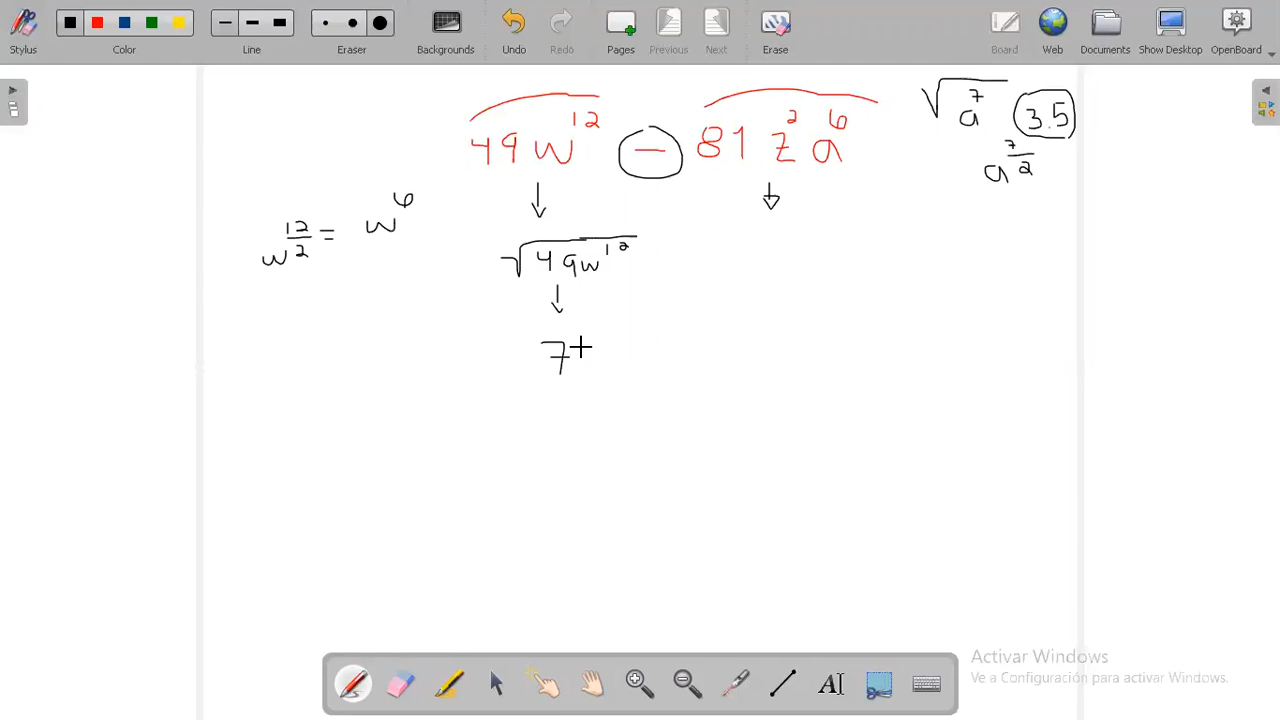 Stylus Color Line Eraser Backgrounds Undo Redo Pages Previous Next Erase Board Web Documents Show Desktop OpenBoard
49w^12 − 81 z^2 a^6
√a^7 3.5
a^7/2
w^12/2 = w^6
√49w^12
7
Activar Windows
Ve a Configuración para activar Windows.